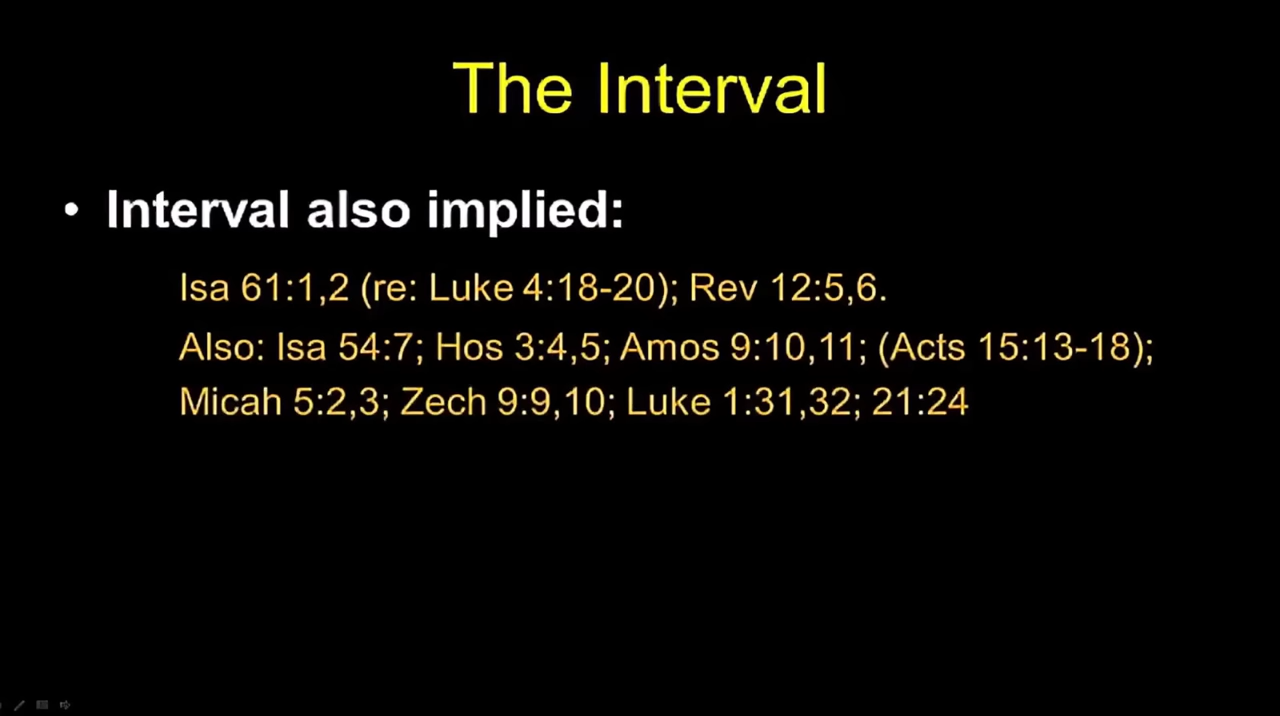 The Interval
• Interval also implied:
Isa 61:1,2 (re: Luke 4:18-20); Rev 12:5,6.
Also: Isa 54:7; Hos 3:4,5; Amos 9:10,11; (Acts 15:13-18);
Micah 5:2,3; Zech 9:9,10; Luke 1:31,32; 21:24